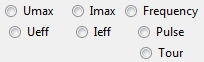 Umax Imax Frequency
Ueff Ieff Pulse
Tour